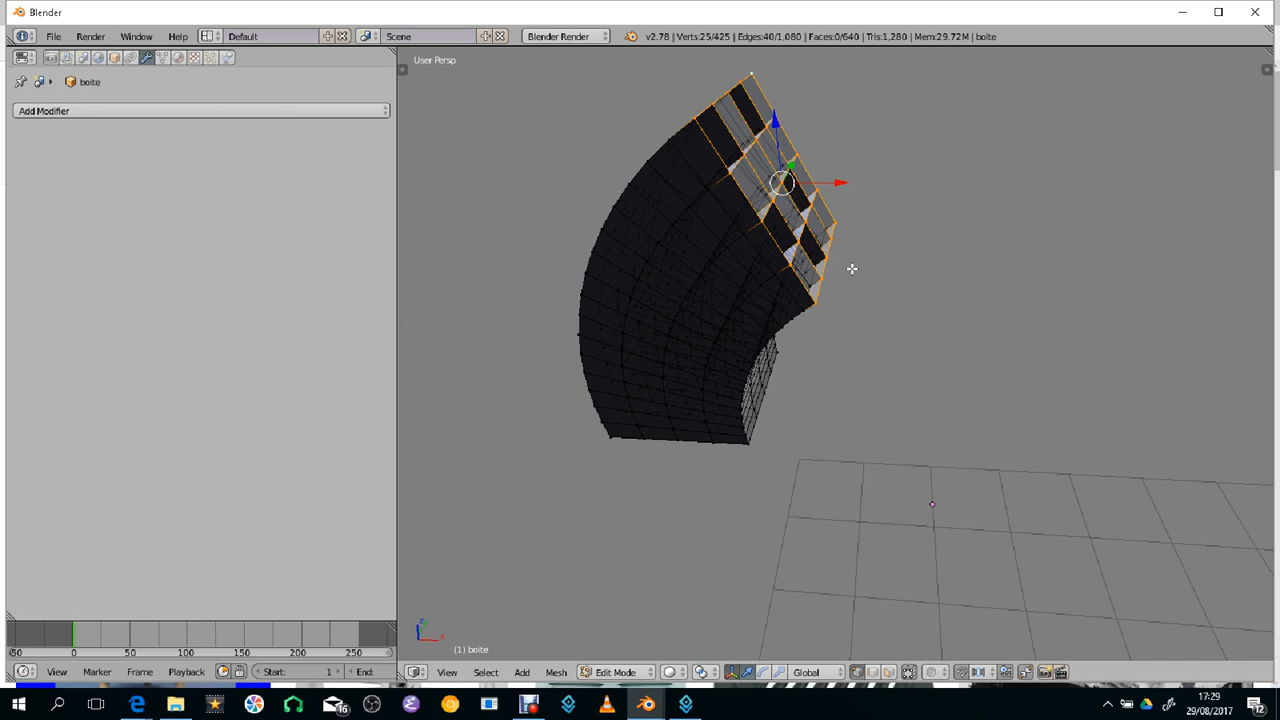 Blender
File Render Window Help Default Scene Blender Render v2.78 | Verts:25/425 | Edges:40/1,080 | Faces:0/640 | Tris:1,280 | Mem:29.72M | boite
User Persp
boite
Add Modifier
z
x
(1) boite
-50 0 50 100 150 200 250
View Marker Frame Playback Start: 1 End: View Select Add Mesh Edit Mode Global
16
17:29
29/08/2017
12